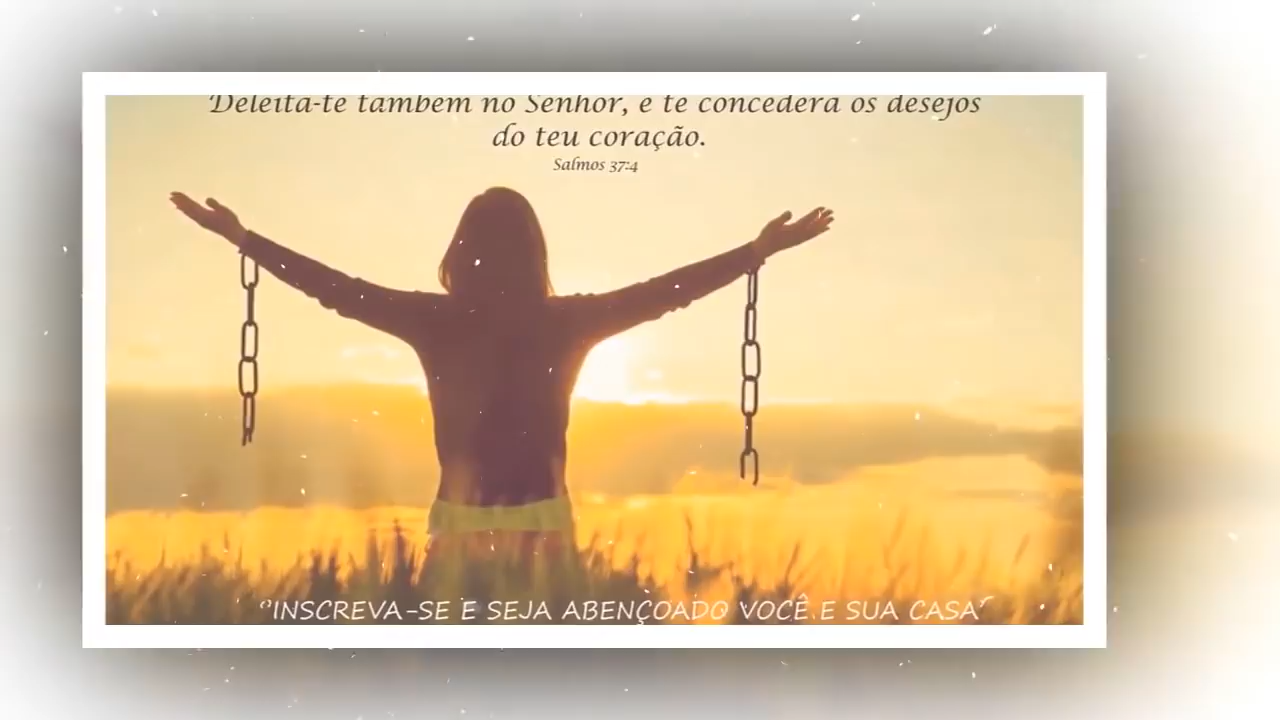 Deleita-te também no Senhor, e te concederá os desejos
do teu coração.
Salmos 37:4
"INSCREVA-SE E SEJA ABENÇOADO VOCÊ E SUA CASA"